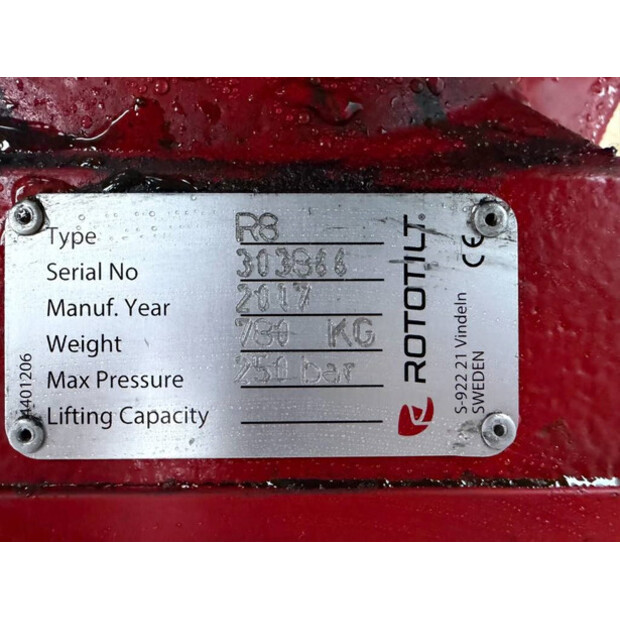 Type R8
Serial No 303866
Manuf. Year 2017
Weight 780 KG
Max Pressure 250 bar
Lifting Capacity
4401206
ROTOTILT®
CE
S-922 21 Vindeln
SWEDEN